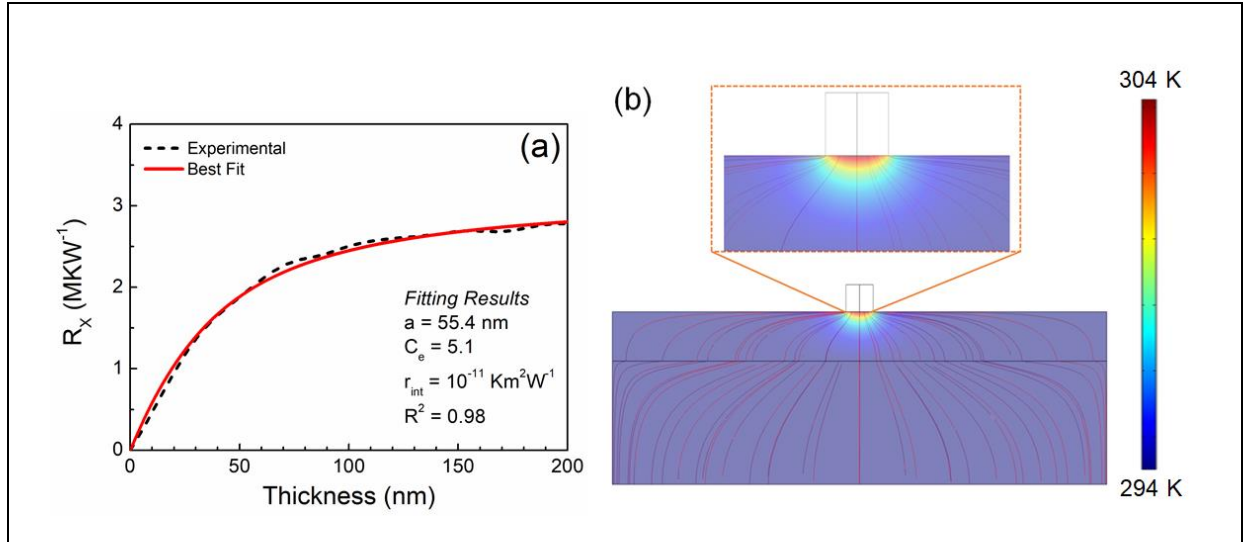 (a)
Experimental
Best Fit
R_X (MKW⁻¹)
4
3
2
1
0
0 50 100 150 200
Thickness (nm)
Fitting Results
a = 55.4 nm
C_e = 5.1
r_int = 10⁻¹¹ Km²W⁻¹
R² = 0.98
(b)
304 K
294 K